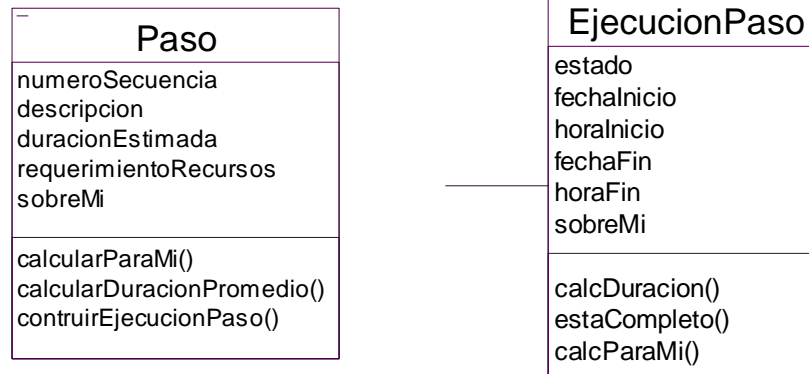 Paso
numeroSecuencia
descripcion
duracionEstimada
requerimientoRecursos
sobreMi
calcularParaMi()
calcularDuracionPromedio()
contruirEjecucionPaso()
EjecucionPaso
estado
fechaInicio
horaInicio
fechaFin
horaFin
sobreMi
calcDuracion()
estaCompleto()
calcParaMi()